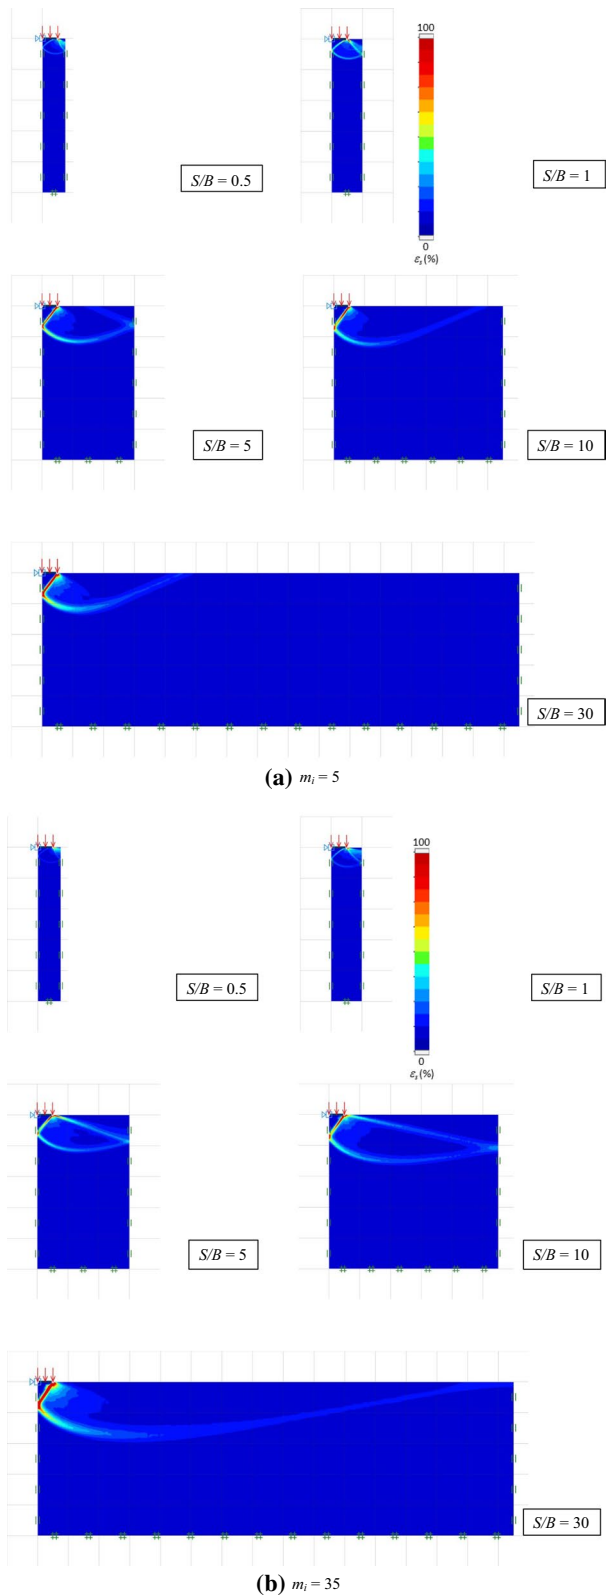 100
S/B = 0.5
S/B = 1
0
εs (%)
S/B = 5
S/B = 10
S/B = 30
(a) mi = 5
100
S/B = 0.5
S/B = 1
0
εs (%)
S/B = 5
S/B = 10
S/B = 30
(b) mi = 35